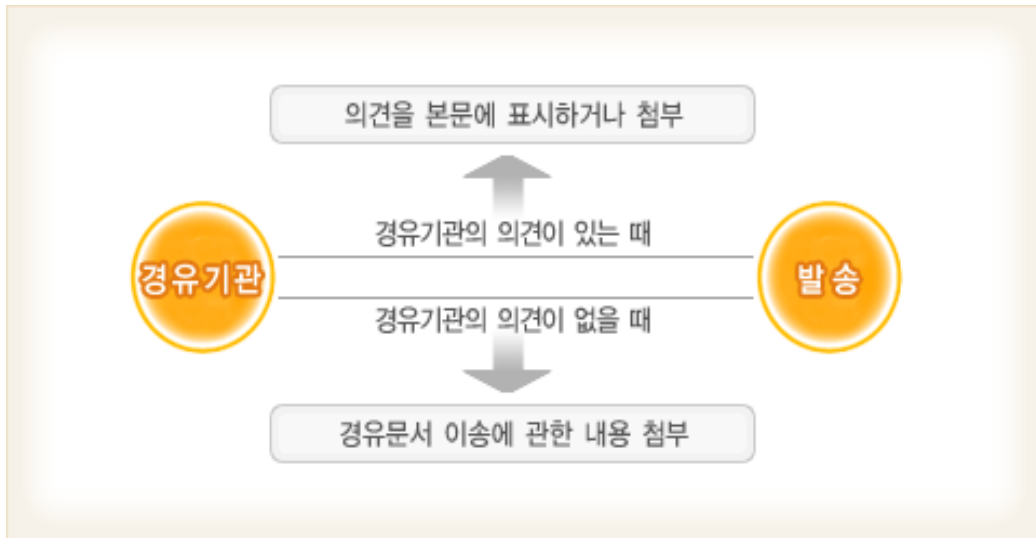 의견을 본문에 표시하거나 첨부
경유기관의 의견이 있는 때
경유기관
발송
경유기관의 의견이 없을 때
경유문서 이송에 관한 내용 첨부